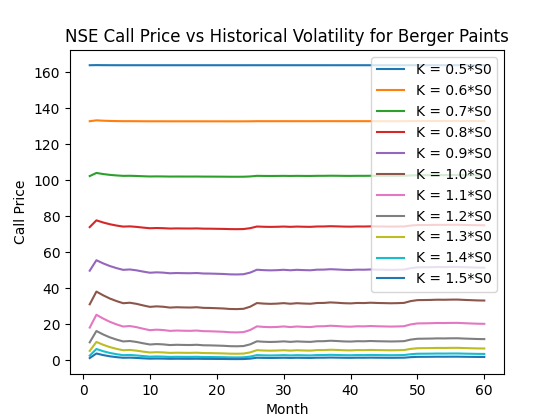 NSE Call Price vs Historical Volatility for Berger Paints
Call Price
160
140
120
100
80
60
40
20
0
K = 0.5*S0
K = 0.6*S0
K = 0.7*S0
K = 0.8*S0
K = 0.9*S0
K = 1.0*S0
K = 1.1*S0
K = 1.2*S0
K = 1.3*S0
K = 1.4*S0
K = 1.5*S0
0 10 20 30 40 50 60
Month